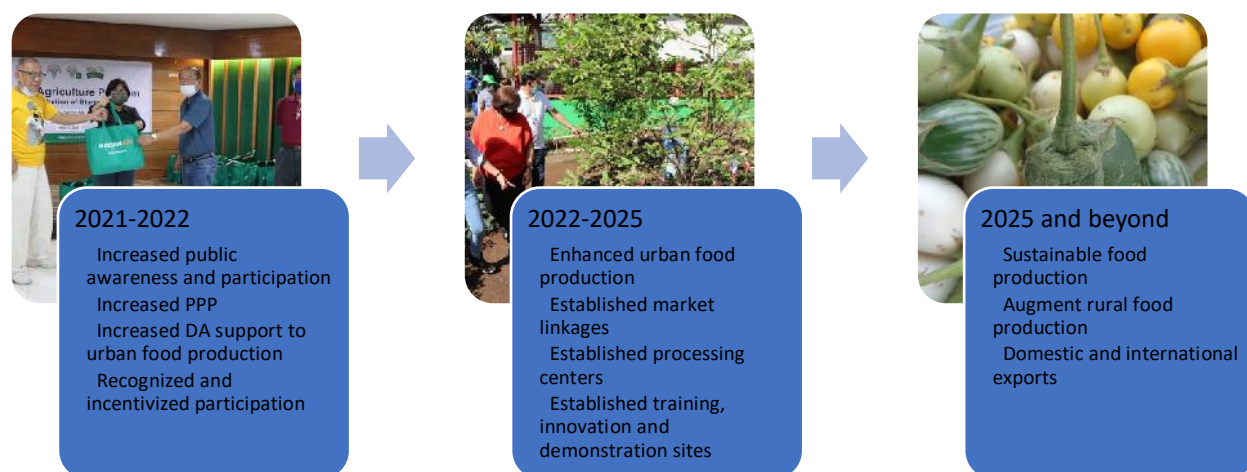 Agriculture P
2021-2022
Increased public
awareness and participation
Increased PPP
Increased DA support to
urban food production
Recognized and
incentivized participation
2022-2025
Enhanced urban food
production
Established market
linkages
Established processing
centers
Established training,
innovation and
demonstration sites
2025 and beyond
Sustainable food
production
Augment rural food
production
Domestic and international
exports